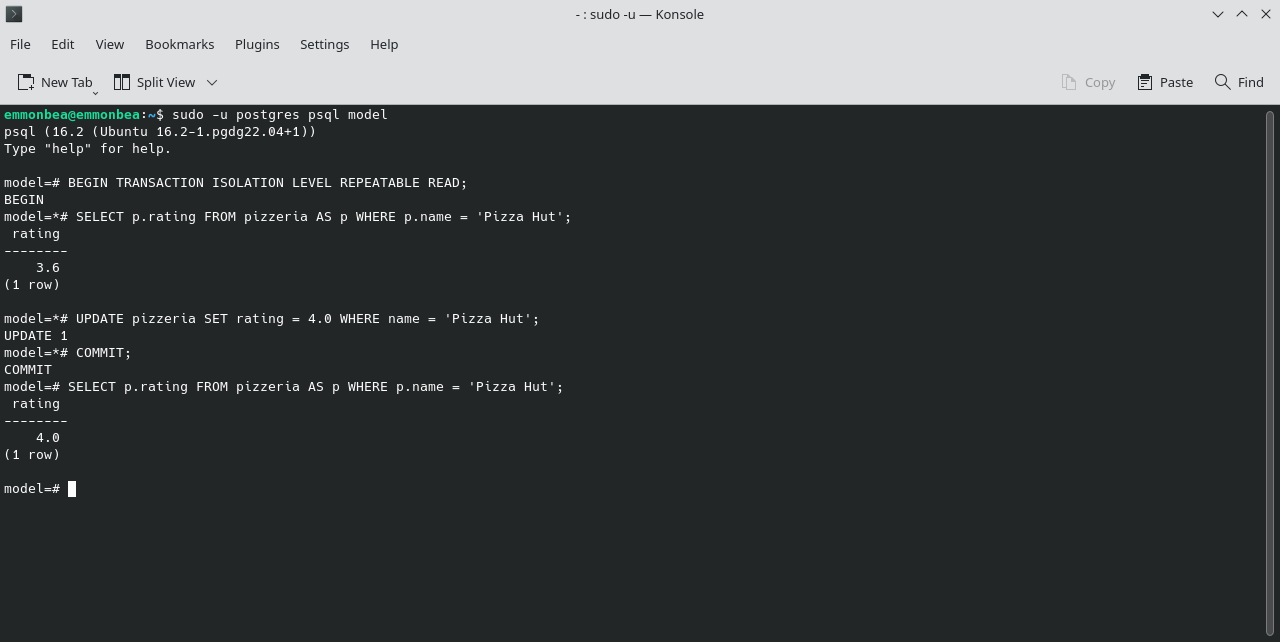 - : sudo -u — Konsole
File Edit View Bookmarks Plugins Settings Help
New Tab Split View Copy Paste Find
emmonbea@emmonbea:~$ sudo -u postgres psql model
psql (16.2 (Ubuntu 16.2-1.pgdg22.04+1))
Type "help" for help.
model=# BEGIN TRANSACTION ISOLATION LEVEL REPEATABLE READ;
BEGIN
model=*# SELECT p.rating FROM pizzeria AS p WHERE p.name = 'Pizza Hut';
rating
--------
3.6
(1 row)
model=*# UPDATE pizzeria SET rating = 4.0 WHERE name = 'Pizza Hut';
UPDATE 1
model=*# COMMIT;
COMMIT
model=# SELECT p.rating FROM pizzeria AS p WHERE p.name = 'Pizza Hut';
rating
--------
4.0
(1 row)
model=#